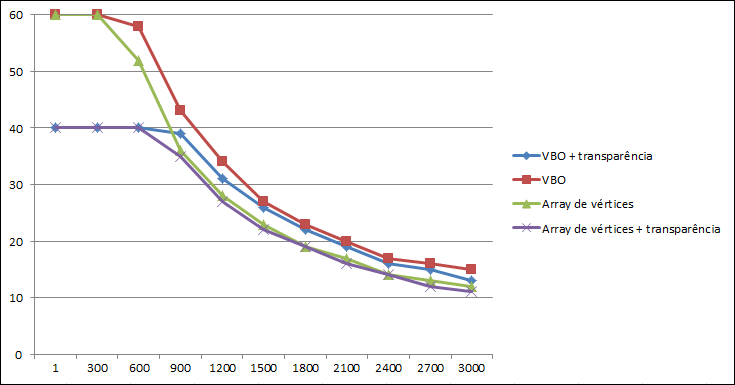 60
50
40
30
20
10
0
1 300 600 900 1200 1500 1800 2100 2400 2700 3000
VBO + transparência
VBO
Array de vértices
Array de vértices + transparência